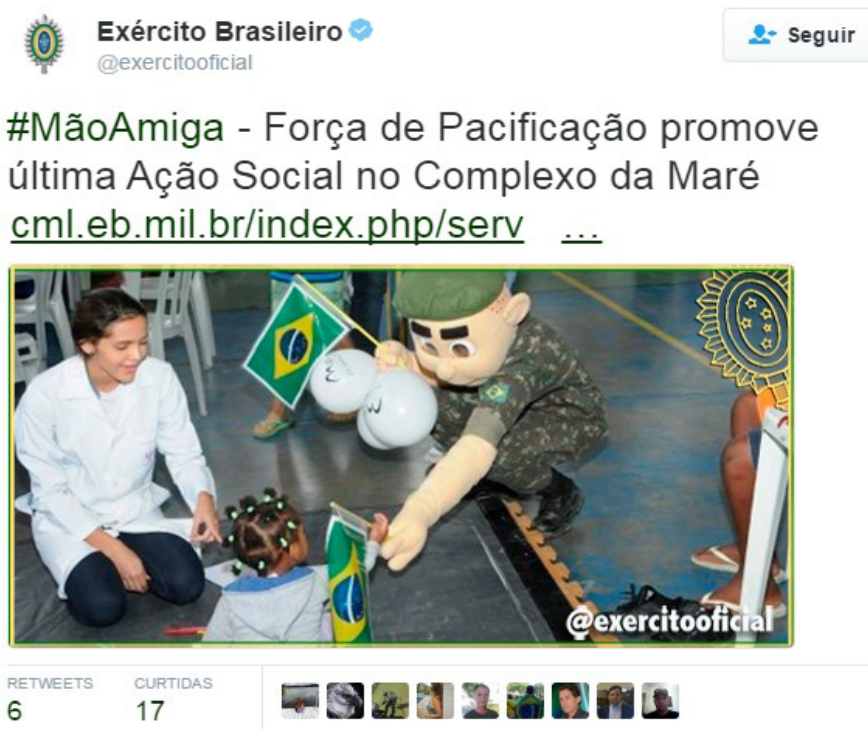 Exército Brasileiro
@exercitooficial
Seguir
#MãoAmiga - Força de Pacificação promove
última Ação Social no Complexo da Maré
cml.eb.mil.br/index.php/serv ...
@exercitooficial
RETWEETS
6
CURTIDAS
17